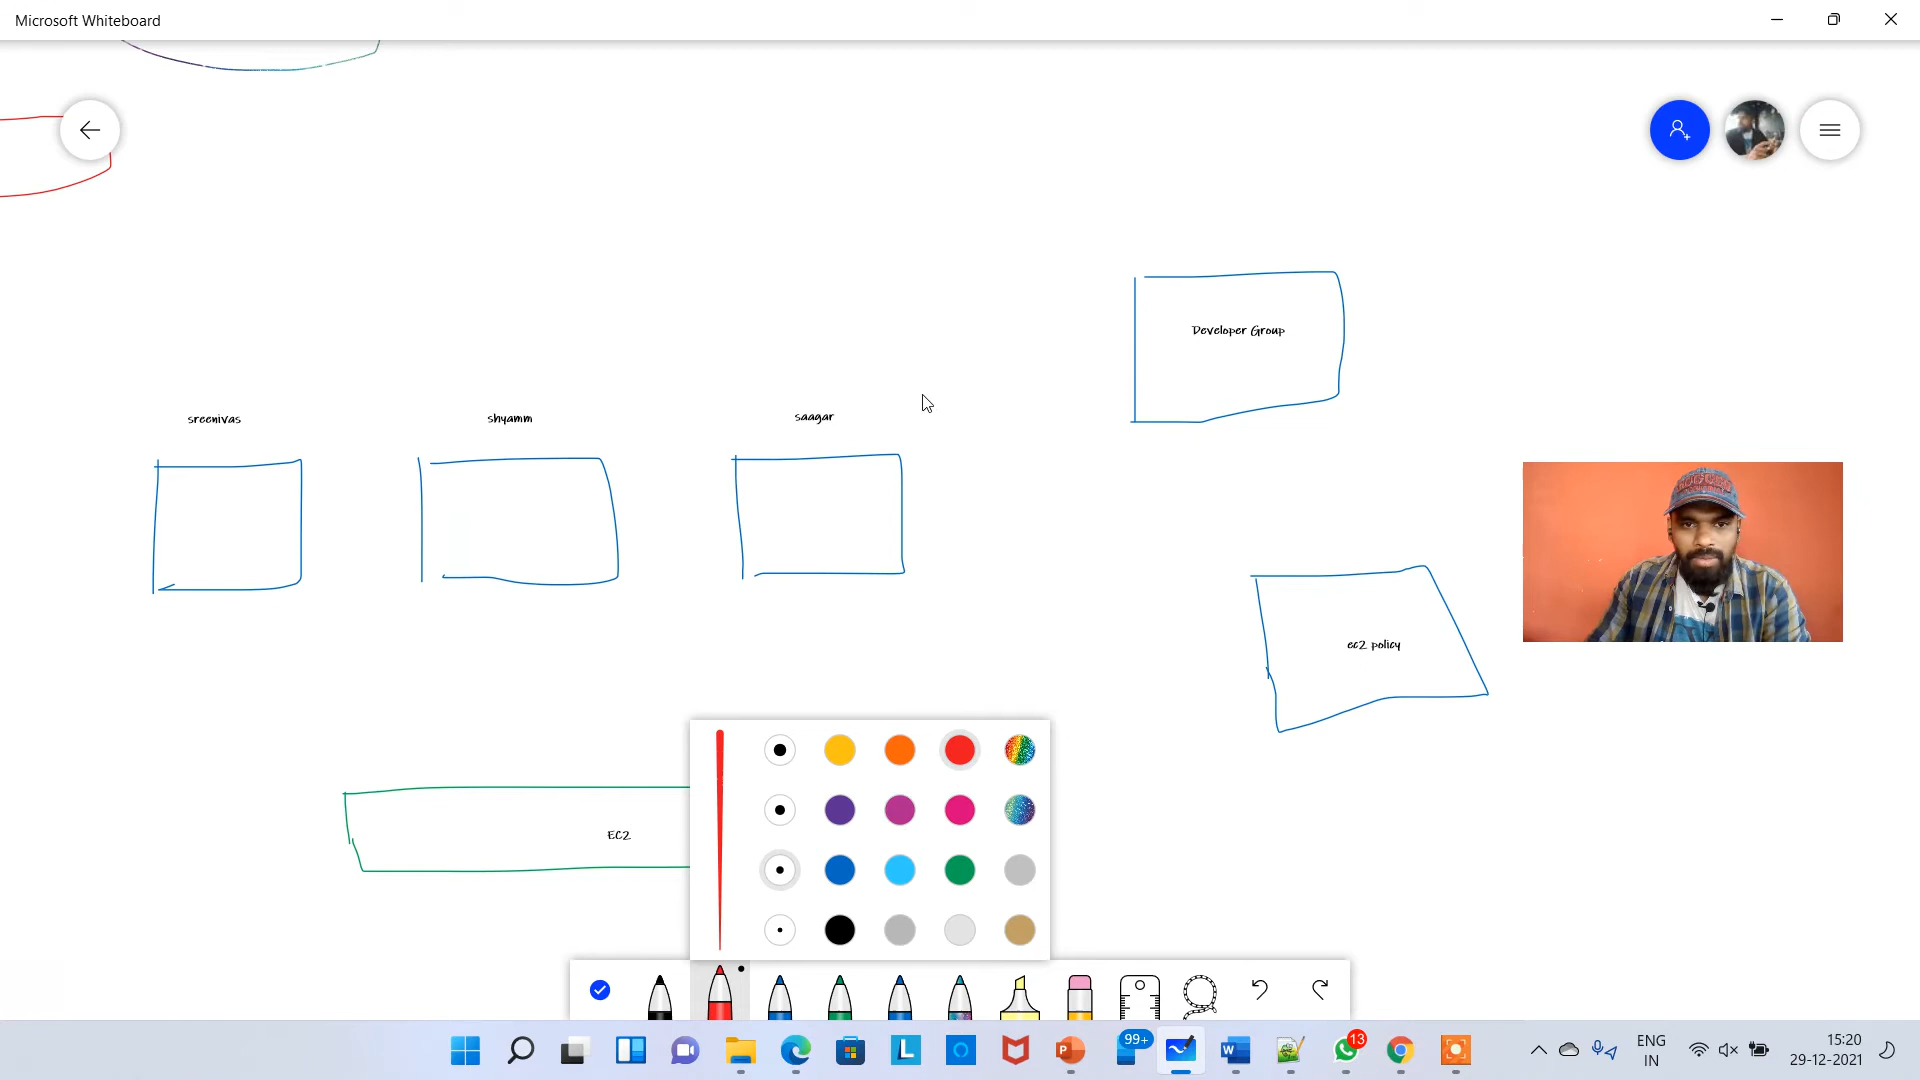 Microsoft Whiteboard
Developer Group
sreenivas
shyamm
saagar
ec2 policy
EC2
99+
13
ENG
IN
15:20
29-12-2021